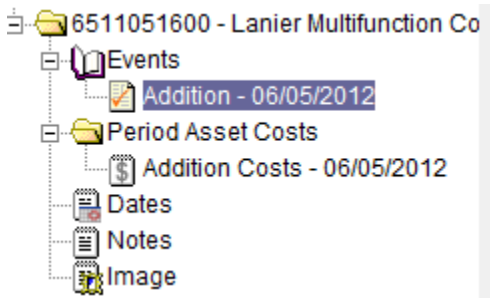 6511051600 - Lanier Multifunction Co
Events
Addition - 06/05/2012
Period Asset Costs
$ Addition Costs - 06/05/2012
Dates
Notes
Image